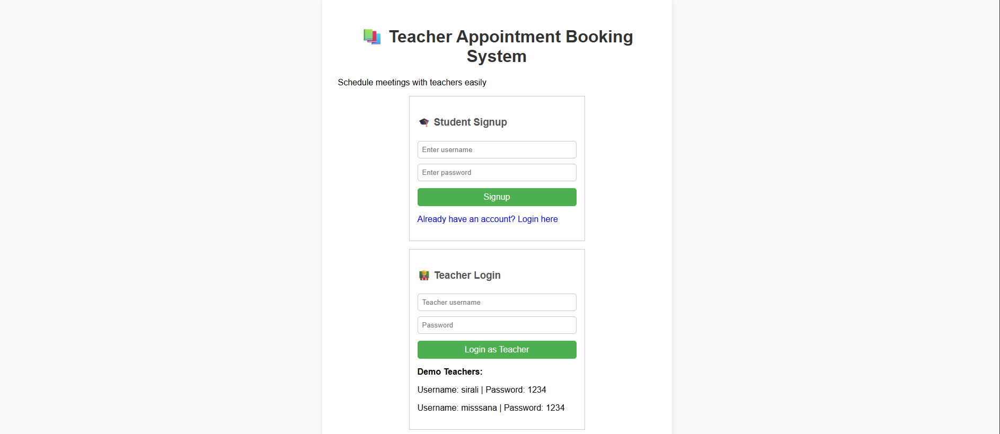 Teacher Appointment Booking
System
Schedule meetings with teachers easily
Student Signup
Enter username
Enter password
Signup
Already have an account? Login here
Teacher Login
Teacher username
Password
Login as Teacher
Demo Teachers:
Username: sirali | Password: 1234
Username: misssana | Password: 1234